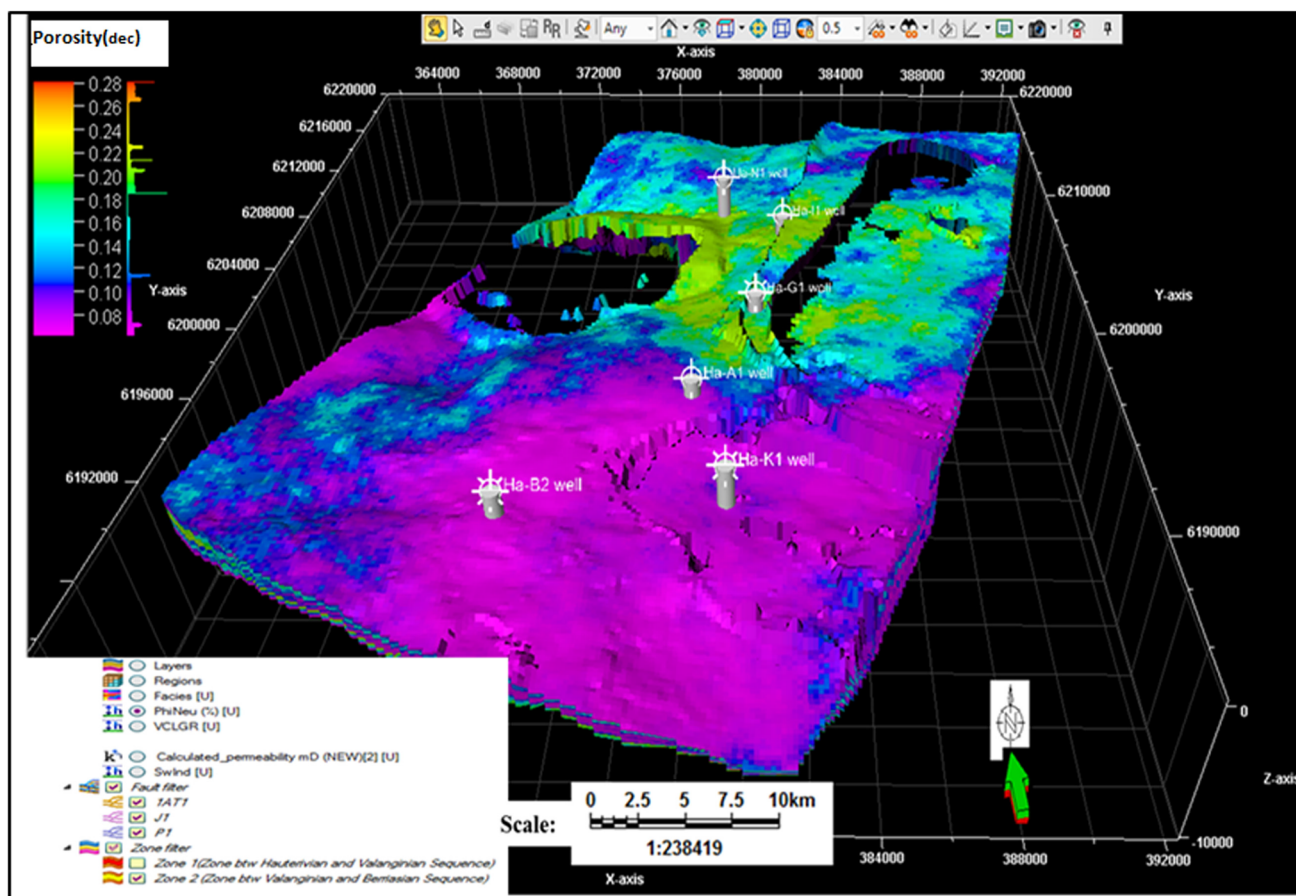 Porosity(dec)
RR
Any
0.5
X-axis
364000 368000 372000 376000 380000 384000 388000 392000
6220000
6220000
6216000
6212000
6208000
6204000
6200000
6196000
6192000
Y-axis
0.28
0.26
0.24
0.22
0.20
0.18
0.16
0.14
0.12
0.10
0.08
6210000
Y-axis
6200000
6190000
0
Z-axis
-10000
Ha-N1 well
Ha-I1 well
Ha-G1 well
Ha-A1 well
Ha-K1 well
Ha-B2 well
Layers
Regions
Facies [U]
PhiNeu (%) [U]
VCLGR [U]
Calculated_permeability mD (NEW)[2] [U]
SwInd [U]
Fault filter
1AT1
J1
P1
Zone filter
Zone 1(Zone btw Hauterivian and Valanginian Sequence)
Zone 2 (Zone btw Valanginian and Berriasian Sequence)
0 2.5 5 7.5 10km
Scale:
1:238419
N
384000 388000 392000
X-axis